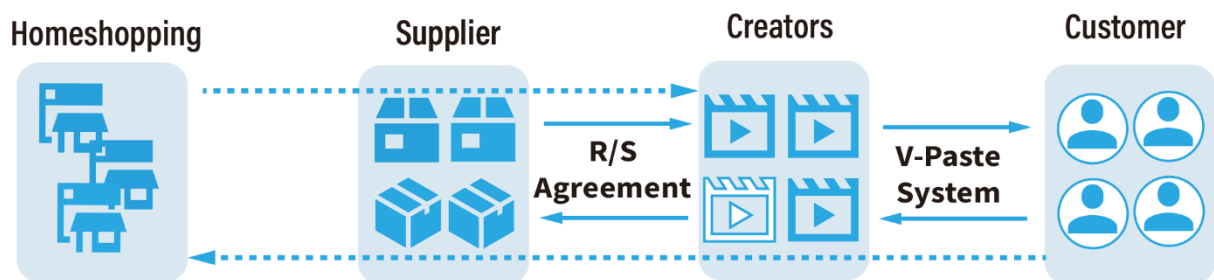 Homeshopping
Supplier
Creators
Customer
R/S
Agreement
V-Paste
System